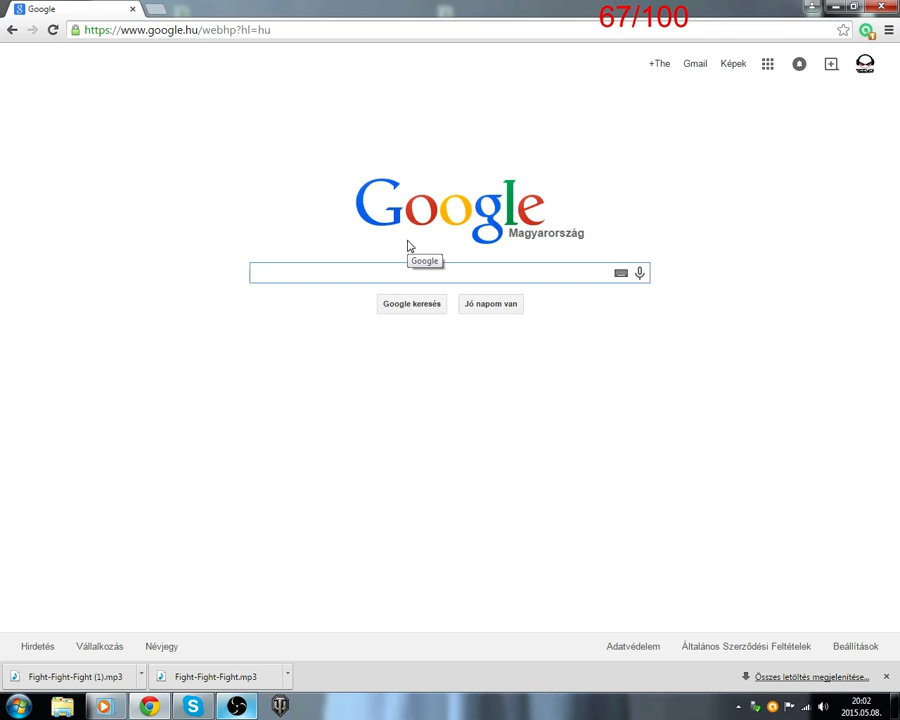 Google
67/100
https://www.google.hu/webhp?hl=hu
+The Gmail Képek
Google
Magyarország
Google
Google keresés Jó napom van
Hirdetés Vállalkozás Névjegy Adatvédelem Általános Szerződési Feltételek Beállítások
Fight-Fight-Fight (1).mp3 Fight-Fight-Fight.mp3 Összes letöltés megjelenítése...
20:02
2015.05.08.